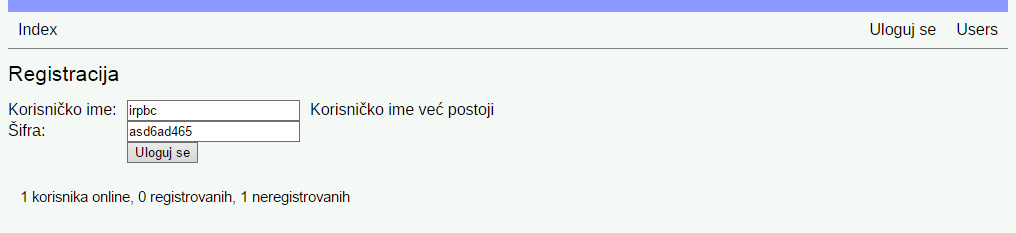 Index Uloguj se Users
Registracija
Korisničko ime: irpbc Korisničko ime već postoji
Šifra: asd6ad465
Uloguj se
1 korisnika online, 0 registrovanih, 1 neregistrovanih